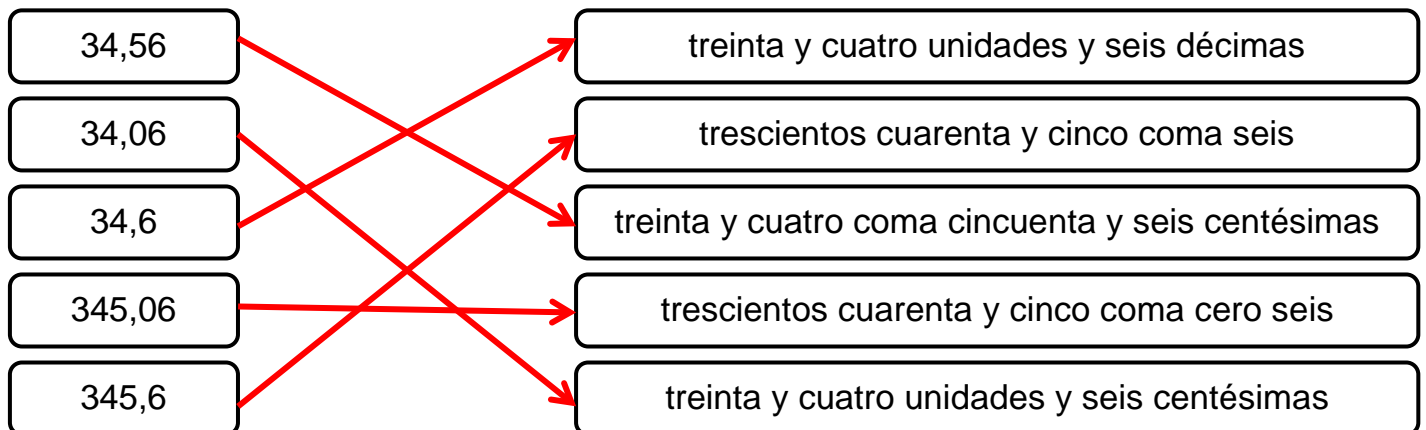 34,56
treinta y cuatro unidades y seis décimas
34,06
trescientos cuarenta y cinco coma seis
34,6
treinta y cuatro coma cincuenta y seis centésimas
345,06
trescientos cuarenta y cinco coma cero seis
345,6
treinta y cuatro unidades y seis centésimas